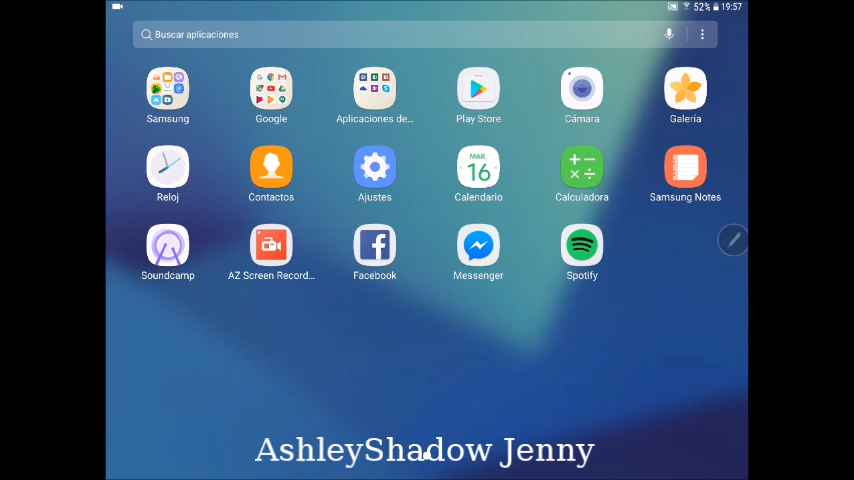 52% 19:57
Buscar aplicaciones
Samsung Google Aplicaciones de... Play Store Cámara Galería
MAR.
16
Reloj Contactos Ajustes Calendario Calculadora Samsung Notes
Soundcamp AZ Screen Record... Facebook Messenger Spotify
AshleyShadow Jenny